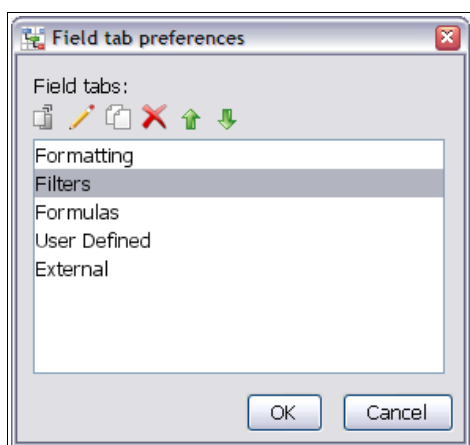 Field tab preferences
Field tabs:
Formatting
Filters
Formulas
User Defined
External
OK Cancel